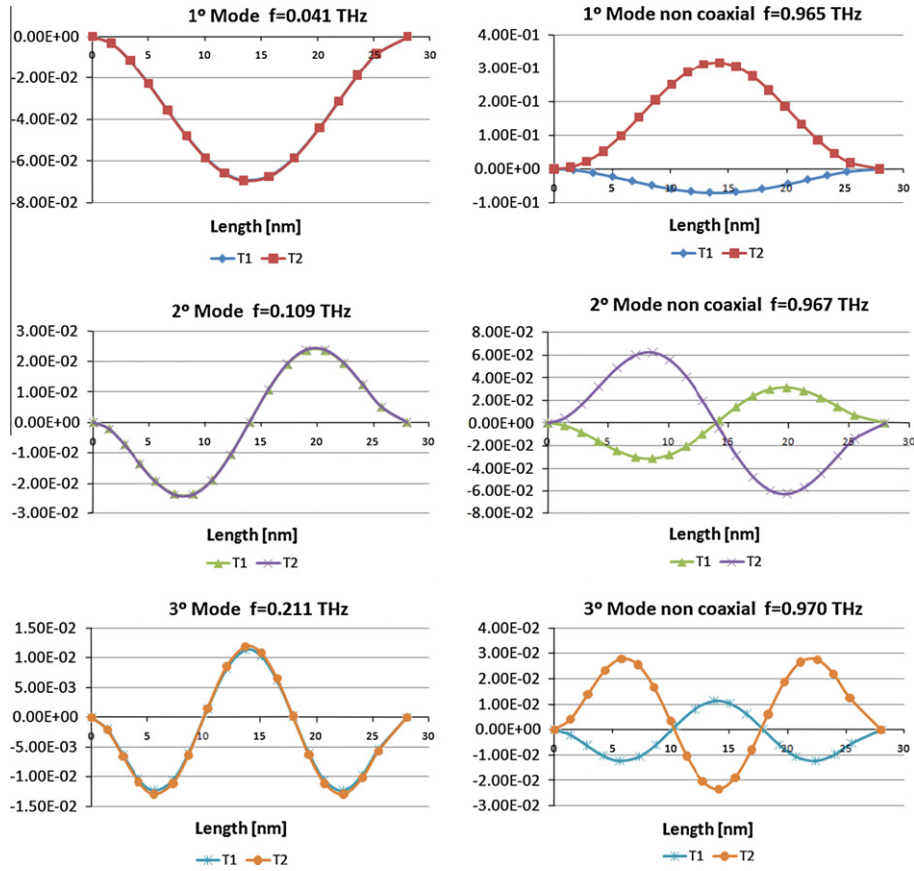 1º Mode f=0.041 THz
0.00E+00
-2.00E-02
-4.00E-02
-6.00E-02
-8.00E-02
0 5 10 15 20 25 30
Length [nm]
T1 T2
1º Mode non coaxial f=0.965 THz
4.00E-01
3.00E-01
2.00E-01
1.00E-01
0.00E+00
-1.00E-01
0 5 10 15 20 25 30
Length [nm]
T1 T2
2º Mode f=0.109 THz
3.00E-02
2.00E-02
1.00E-02
0.00E+00
-1.00E-02
-2.00E-02
-3.00E-02
0 5 10 15 20 25 30
Length [nm]
T1 T2
2º Mode non coaxial f=0.967 THz
8.00E-02
6.00E-02
4.00E-02
2.00E-02
0.00E+00
-2.00E-02
-4.00E-02
-6.00E-02
-8.00E-02
0 5 10 15 20 25 30
Length [nm]
T1 T2
3º Mode f=0.211 THz
1.50E-02
1.00E-02
5.00E-03
0.00E+00
-5.00E-03
-1.00E-02
-1.50E-02
0 5 10 15 20 25 30
Length [nm]
T1 T2
3º Mode non coaxial f=0.970 THz
4.00E-02
3.00E-02
2.00E-02
1.00E-02
0.00E+00
-1.00E-02
-2.00E-02
-3.00E-02
0 5 10 15 20 25 30
Length [nm]
T1 T2